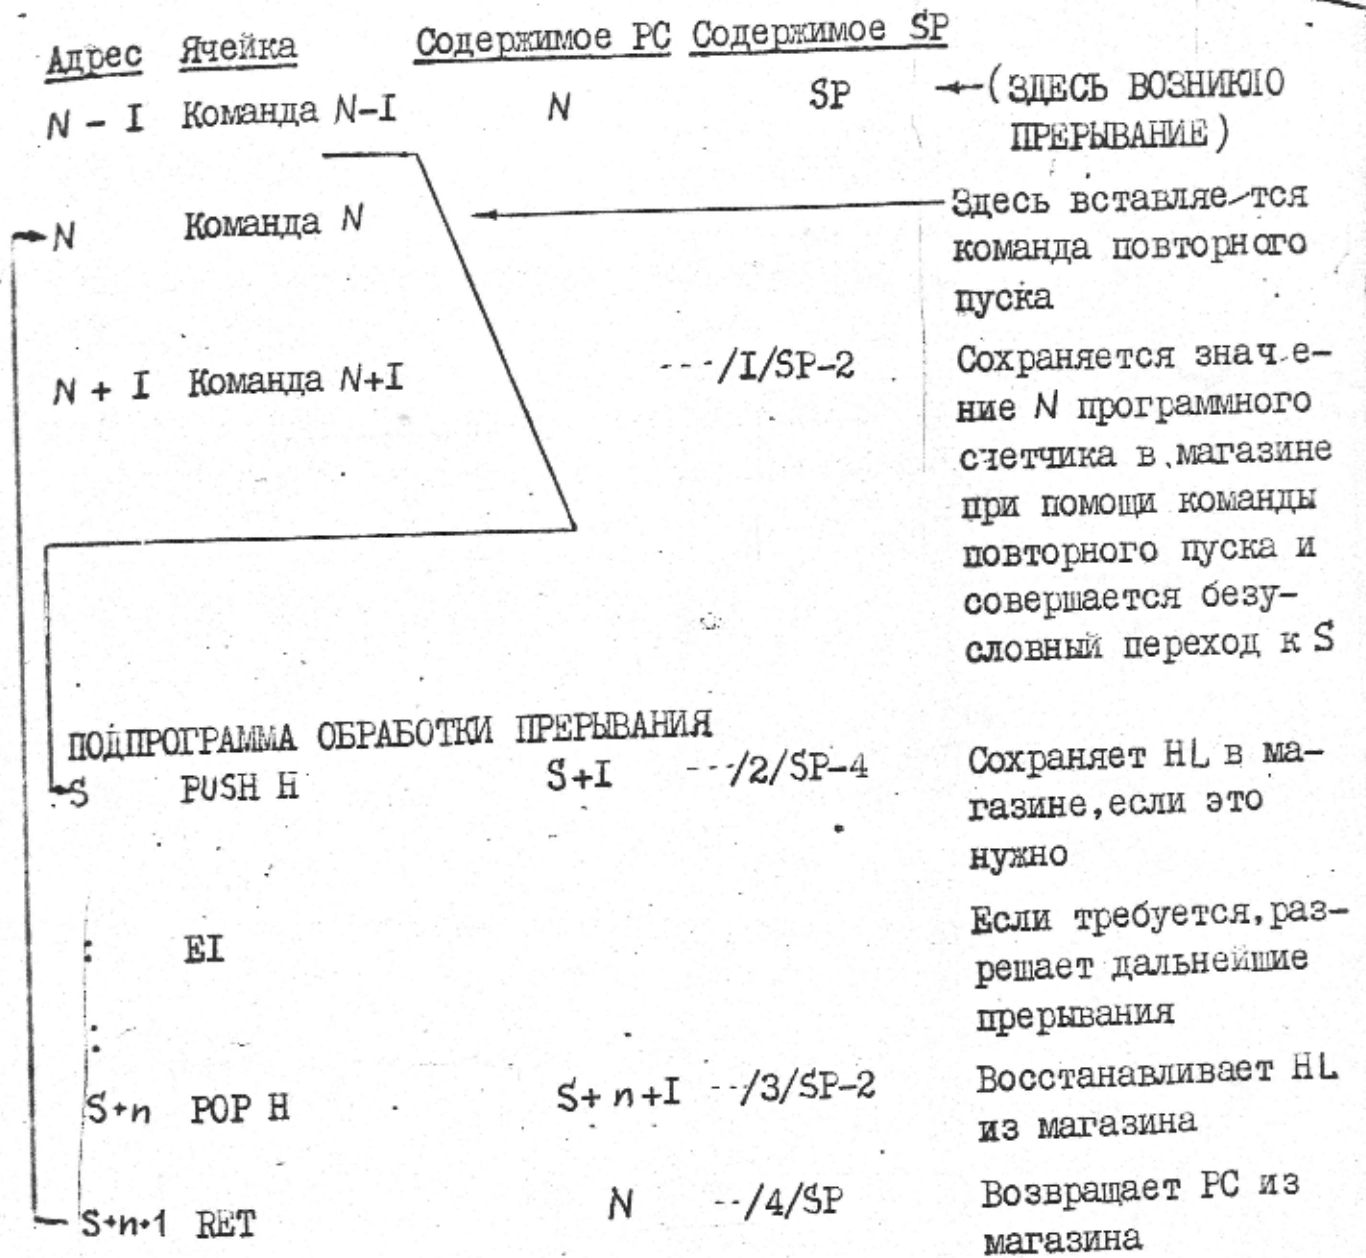 Адрес Ячейка Содержимое PC Содержимое SP
N - I Команда N-I N SP (ЗДЕСЬ ВОЗНИКЛО
ПРЕРЫВАНИЕ)
N Команда N Здесь вставляе-тся
команда повторного
пуска
N + I Команда N+I ---/I/SP-2 Сохраняется значе-
ние N программного
счетчика в магазине
при помощи команды
повторного пуска и
совершается безу-
словный переход к S
ПОДПРОГРАММА ОБРАБОТКИ ПРЕРЫВАНИЯ
S PUSH H S+I ---/2/SP-4 Сохраняет HL в ма-
газине, если это
нужно
: EI Если требуется, раз-
решает дальнейшие
прерывания
:
S+n POP H S+n+I --/3/SP-2 Восстанавливает HL
из магазина
S+n+1 RET N --/4/SP Возвращает PC из
магазина